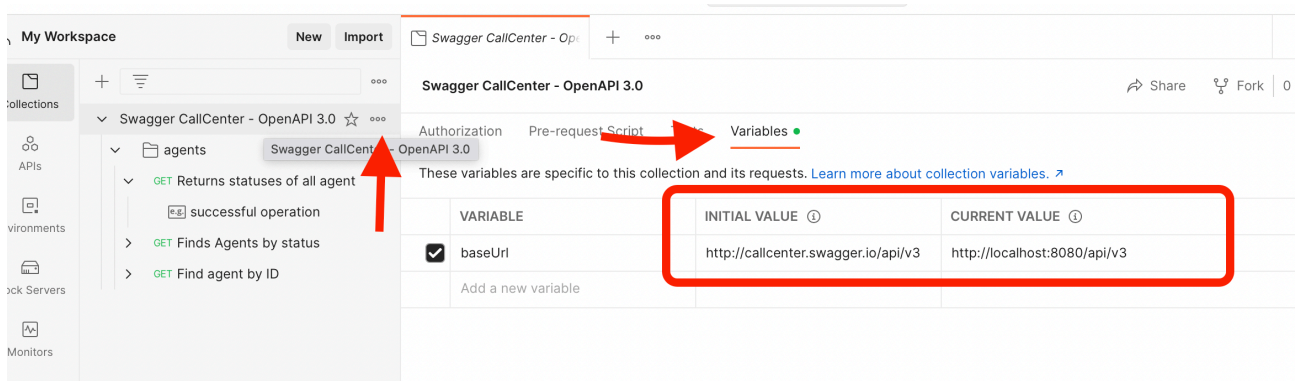 My Workspace
New
Import
Swagger CallCenter - Ope
Swagger CallCenter - OpenAPI 3.0
Share
Fork
0
Collections
APIs
vironments
ock Servers
Monitors
Swagger CallCenter - OpenAPI 3.0
agents
Swagger CallCenter - OpenAPI 3.0
GET Returns statuses of all agent
e.g. successful operation
GET Finds Agents by status
GET Find agent by ID
Authorization
Pre-request Script
Variables
These variables are specific to this collection and its requests. Learn more about collection variables.
VARIABLE
INITIAL VALUE
CURRENT VALUE
baseUrl
http://callcenter.swagger.io/api/v3
http://localhost:8080/api/v3
Add a new variable